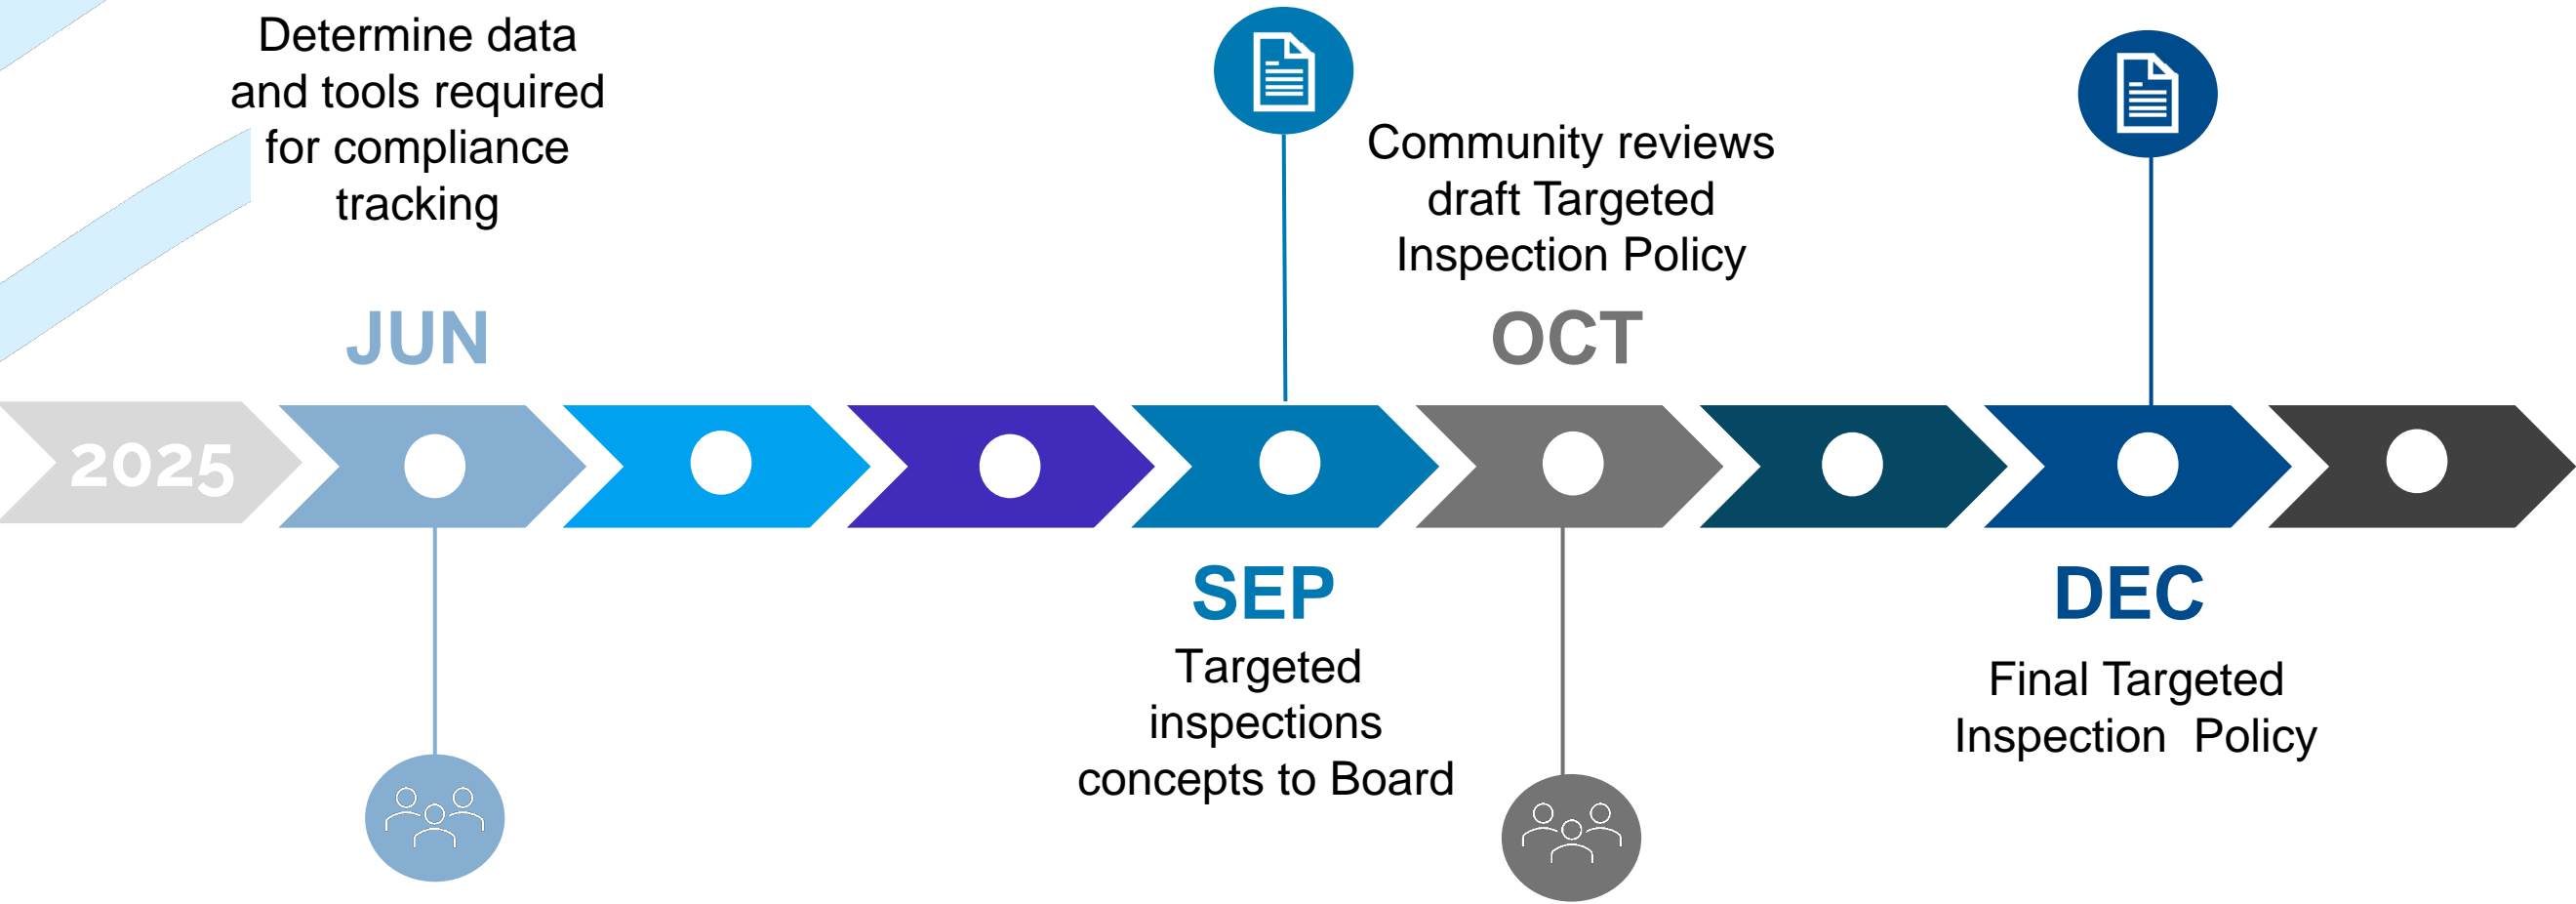 Determine data
and tools required
for compliance
tracking
JUN
Community reviews
draft Targeted
Inspection Policy
OCT
2025
SEP
Targeted
inspections
concepts to Board
DEC
Final Targeted
Inspection  Policy